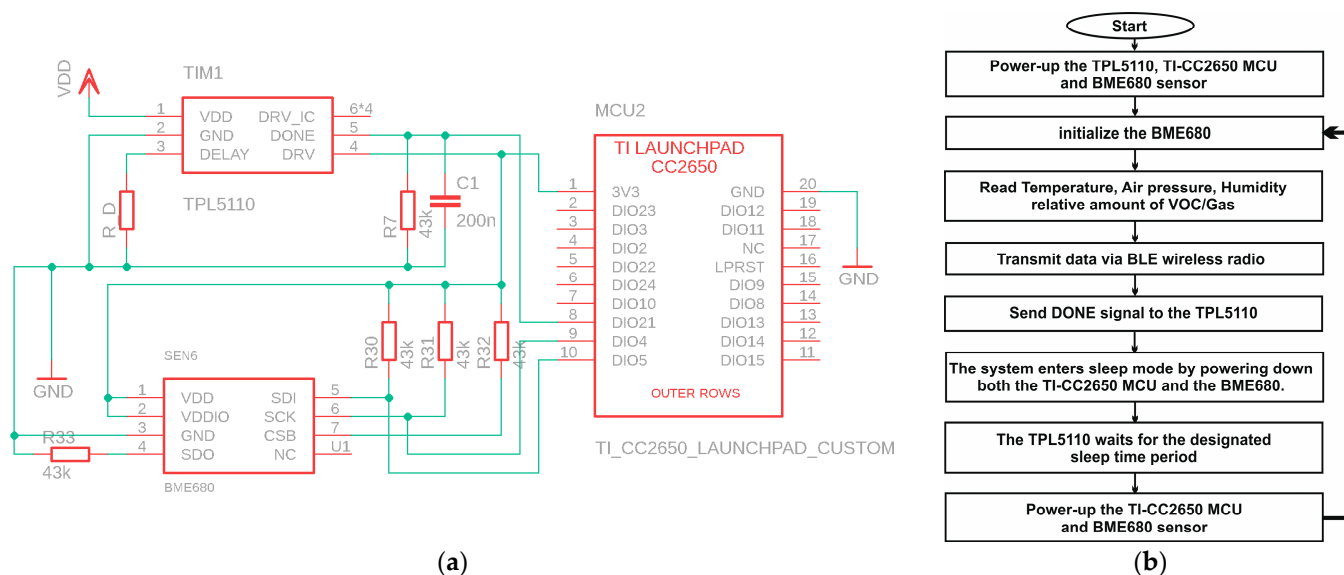 VDD
TIM1
1 VDD DRV_IC 6*4
2 GND DONE 5
3 DELAY DRV 4
TPL5110
R_D
R7
43k
C1
200n
GND
MCU2
TI LAUNCHPAD
CC2650
1 3V3 GND 20
2 DIO23 DIO12 19
3 DIO3 DIO11 18
4 DIO2 NC 17
5 DIO22 LPRST 16
6 DIO24 DIO9 15
7 DIO10 DIO8 14
8 DIO21 DIO13 13
9 DIO4 DIO14 12
10 DIO5 DIO15 11
OUTER ROWS
TI_CC2650_LAUNCHPAD_CUSTOM
GND
R30
43k
R31
43k
R32
43k
SEN6
1 VDD SDI 5
2 VDDIO SCK 6
3 GND CSB 7
4 SDO NC U1
BME680
R33
43k
(a)
Start
Power-up the TPL5110, TI-CC2650 MCU
and BME680 sensor
initialize the BME680
Read Temperature, Air pressure, Humidity
relative amount of VOC/Gas
Transmit data via BLE wireless radio
Send DONE signal to the TPL5110
The system enters sleep mode by powering down
both the TI-CC2650 MCU and the BME680.
The TPL5110 waits for the designated
sleep time period
Power-up the TI-CC2650 MCU
and BME680 sensor
(b)